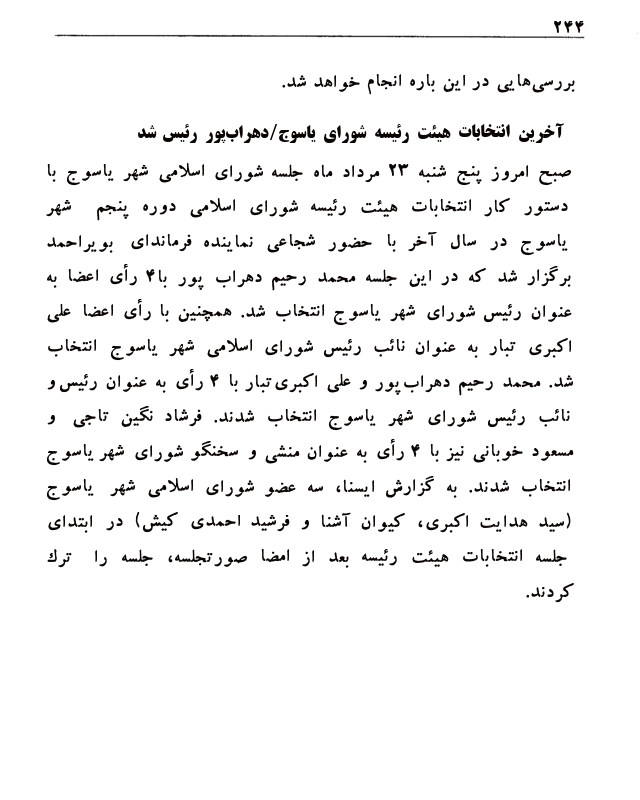 ۲۴۴
بررسی‌هایی در این باره انجام خواهد شد.
آخرین انتخابات هیئت رئیسه شورای یاسوج/دهراب‌پور رئیس شد
صبح امروز پنج شنبه ۲۳ مرداد ماه جلسه شورای اسلامی شهر یاسوج با
دستور کار انتخابات هیئت رئیسه شورای اسلامی دوره پنجم شهر
یاسوج در سال آخر با حضور شجاعی نماینده فرماندای بویراحمد
برگزار شد که در این جلسه محمد رحیم دهراب پور با۴ رأی اعضا به
عنوان رئیس شورای شهر یاسوج انتخاب شد. همچنین با رأی اعضا علی
اکبری تبار به عنوان نائب رئیس شورای اسلامی شهر یاسوج انتخاب
شد. محمد رحیم دهراب‌پور و علی اکبری‌تبار با ۴ رأی به عنوان رئیس و
نائب رئیس شورای شهر یاسوج انتخاب شدند. فرشاد نگین تاجی و
مسعود خوبانی نیز با ۴ رأی به عنوان منشی و سخنگو شورای شهر یاسوج
انتخاب شدند. به گزارش ایسنا، سه عضو شورای اسلامی شهر یاسوج
(سید هدایت اکبری، کیوان آشنا و فرشید احمدی کیش) در ابتدای
جلسه انتخابات هیئت رئیسه بعد از امضا صورتجلسه، جلسه را ترك
کردند.